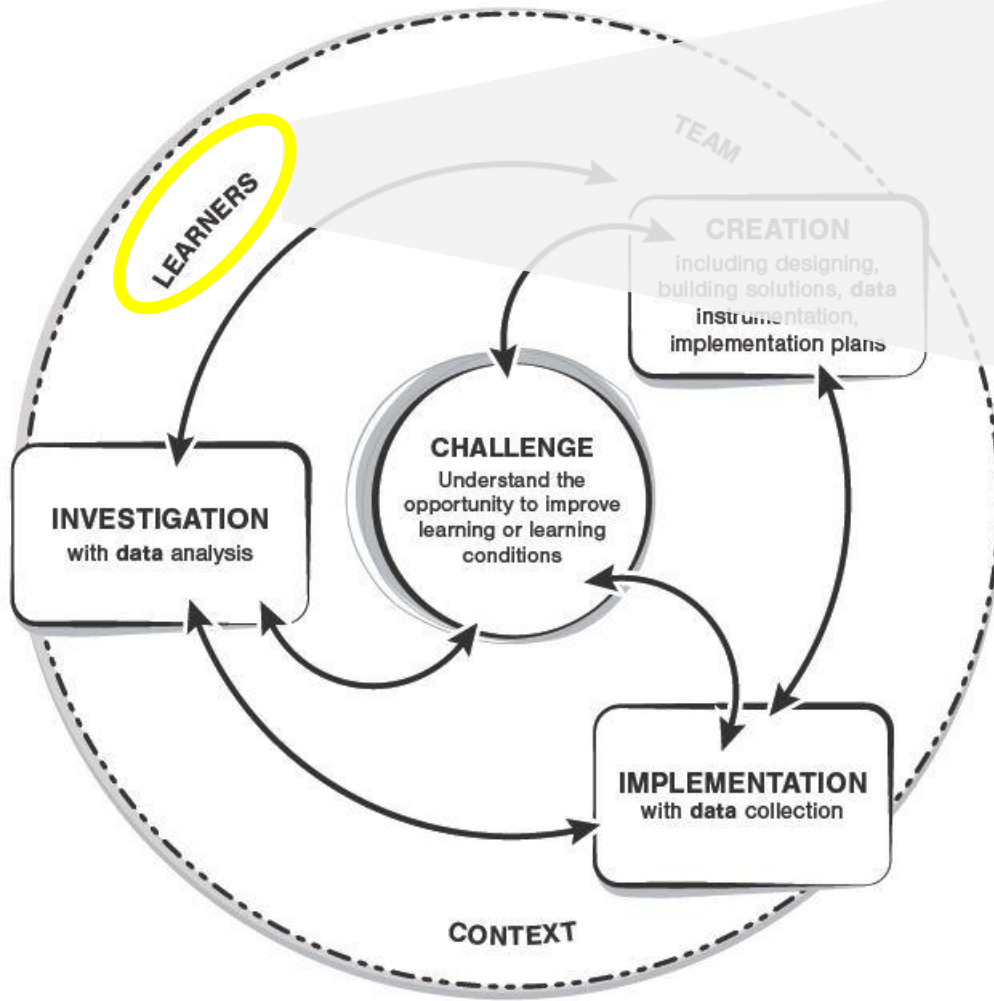 TEAM
LEARNERS
CREATION
including designing,
building solutions, data
instrumentation,
implementation plans
CHALLENGE
Understand the
opportunity to improve
learning or learning
conditions
INVESTIGATION
with data analysis
IMPLEMENTATION
with data collection
CONTEXT